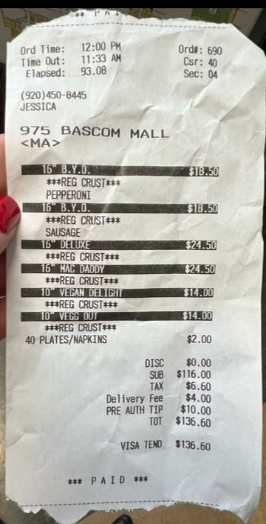 *** P A
Ord Time: 12:00 PM Ord#: 690
Time Out: 11:33 AM Csr: 40
Elapsed: 93.08 Sec: 04
(920)450-8445
JESSICA
975 BASCOM MALL
<MA>
16" B.Y.O. $18.50
***REG CRUST***
PEPPERONI
16" B.Y.O. $18.50
***REG CRUST***
SAUSAGE
16" DELUXE $24.50
***REG CRUST***
16" MAC DADDY $24.50
***REG CRUST***
10" VEGAN DELIGHT $14.00
***REG CRUST***
10" VEGG OUT $14.00
***REG CRUST***
40 PLATES/NAPKINS $2.00
DISC $0.00
SUB $116.00
TAX $6.60
Delivery Fee $4.00
PRE AUTH TIP $10.00
TOT $136.60
VISA TEND $136.60
*** P A I D ***